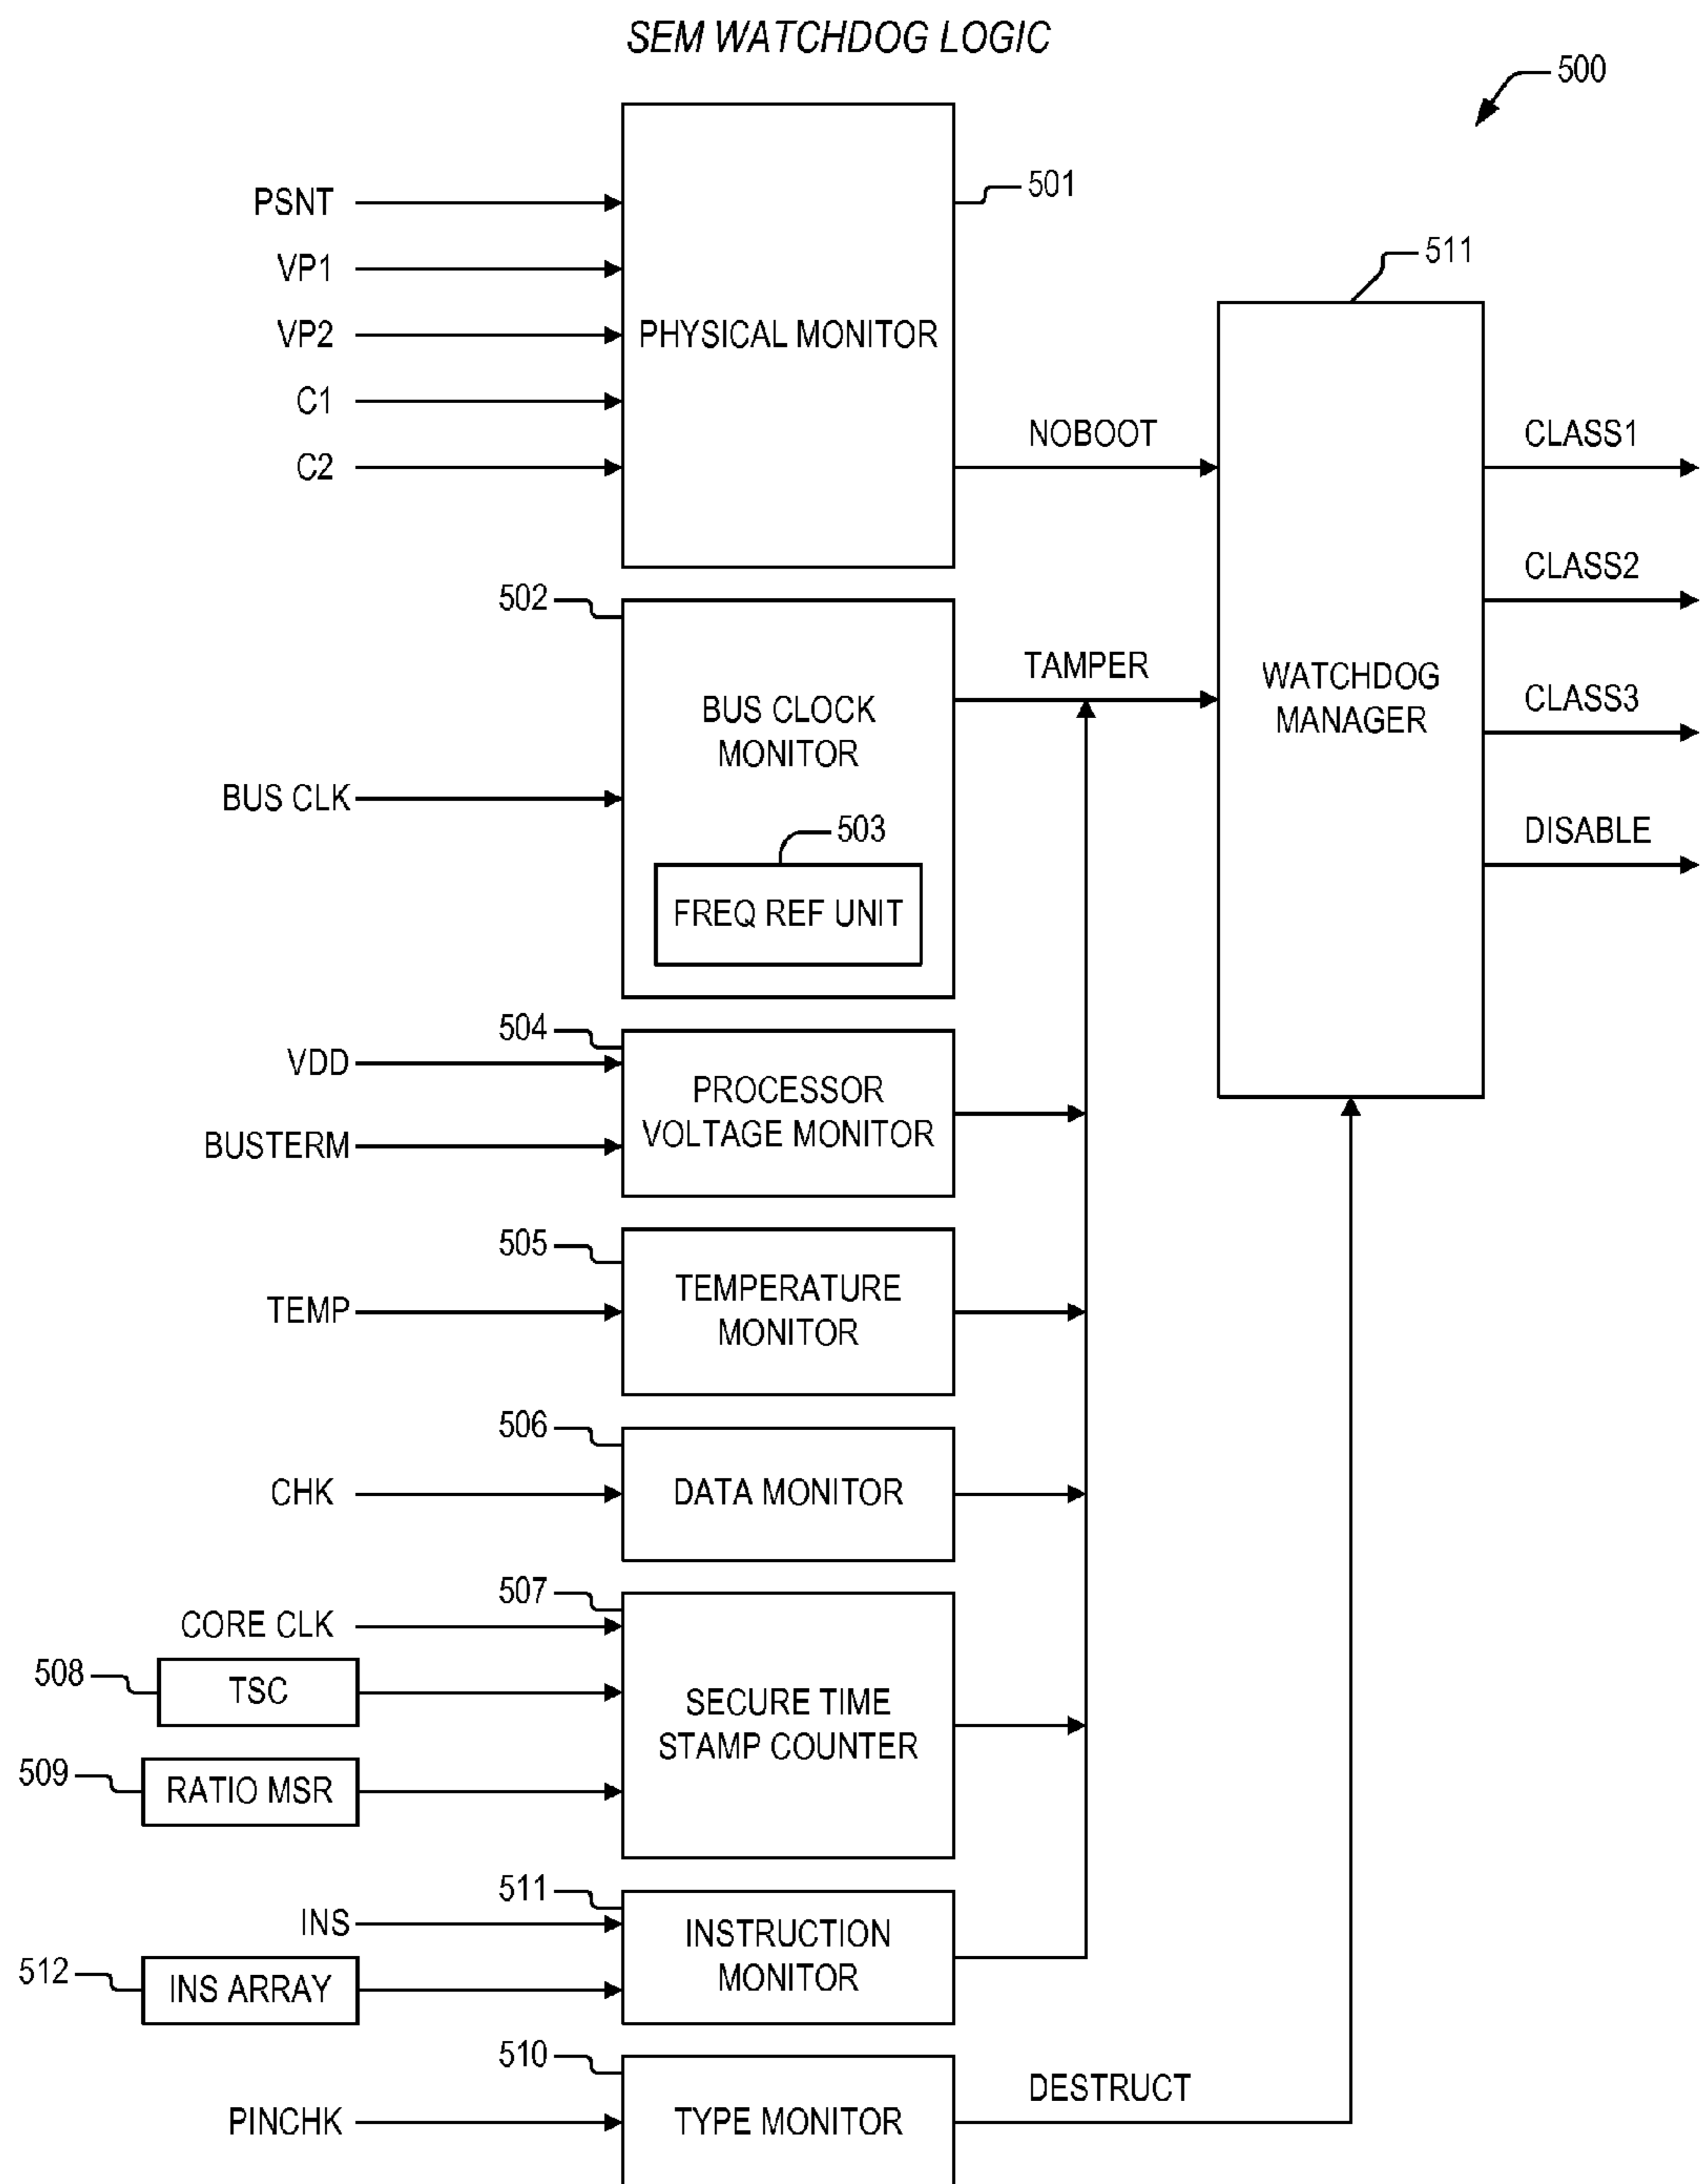 SEM WATCHDOG LOGIC
500
501
PSNT
VP1
VP2
C1
C2
PHYSICAL MONITOR
NOBOOT
511
WATCHDOG
MANAGER
CLASS1
CLASS2
CLASS3
DISABLE
502
BUS CLK
BUS CLOCK
MONITOR
TAMPER
503
FREQ REF UNIT
504
VDD
BUSTERM
PROCESSOR
VOLTAGE MONITOR
505
TEMP
TEMPERATURE
MONITOR
506
CHK
DATA MONITOR
507
CORE CLK
508
TSC
509
RATIO MSR
SECURE TIME
STAMP COUNTER
511
INS
512
INS ARRAY
INSTRUCTION
MONITOR
510
PINCHK
TYPE MONITOR
DESTRUCT